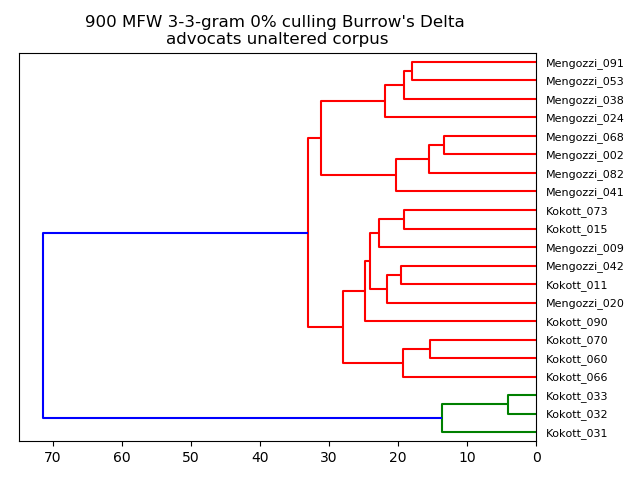 900 MFW 3-3-gram 0% culling Burrow's Delta
advocats unaltered corpus
Mengozzi_091
Mengozzi_053
Mengozzi_038
Mengozzi_024
Mengozzi_068
Mengozzi_002
Mengozzi_082
Mengozzi_041
Kokott_073
Kokott_015
Mengozzi_009
Mengozzi_042
Kokott_011
Mengozzi_020
Kokott_090
Kokott_070
Kokott_060
Kokott_066
Kokott_033
Kokott_032
Kokott_031
70 60 50 40 30 20 10 0